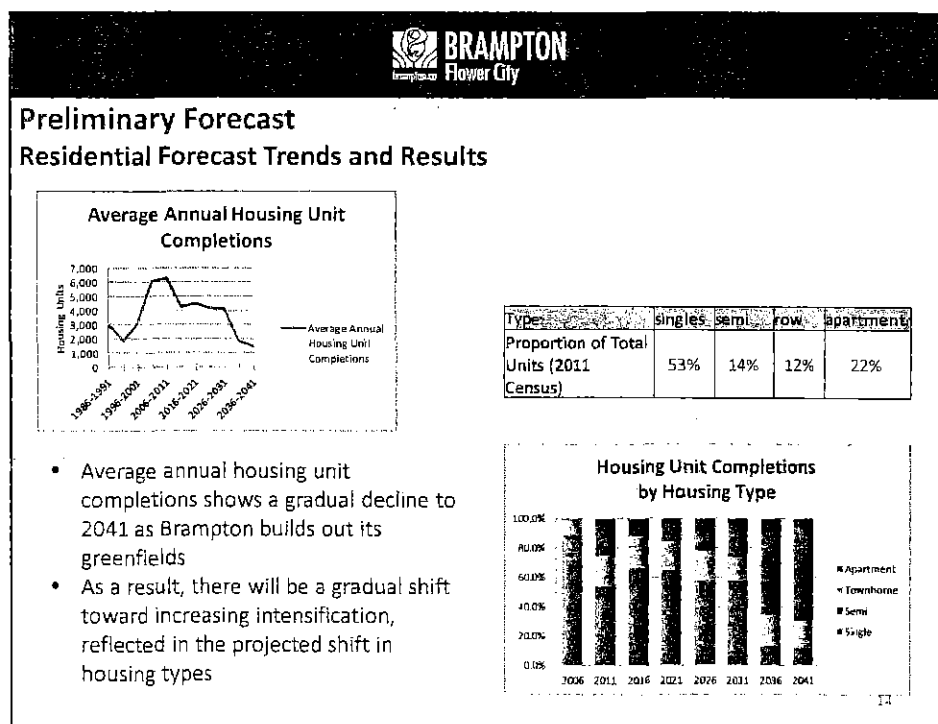 BRAMPTON
brampton.ca Flower City
Preliminary Forecast
Residential Forecast Trends and Results
Average Annual Housing Unit
Completions
Housing Units
7,000
6,000
5,000
4,000
3,000
2,000
1,000
0
1986-1991
1996-2001
2006-2011
2016-2021
2026-2031
2036-2041
Average Annual
Housing Unit
Completions
Type singles semi row apartment
Proportion of Total
Units (2011
Census) 53% 14% 12% 22%
• Average annual housing unit
completions shows a gradual decline to
2041 as Brampton builds out its
greenfields
• As a result, there will be a gradual shift
toward increasing intensification,
reflected in the projected shift in
housing types
Housing Unit Completions
by Housing Type
100.0%
80.0%
60.0%
40.0%
20.0%
0.0%
2006 2011 2016 2021 2026 2031 2036 2041
Apartment
Townhome
Semi
Single
14